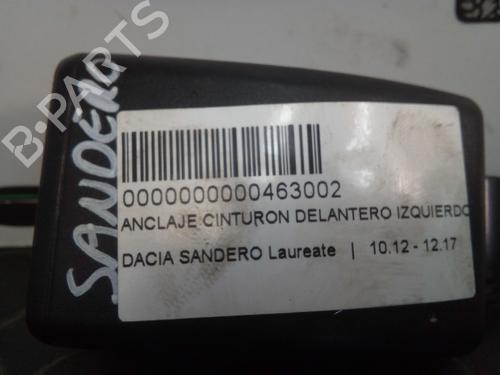 B-PARTS
SANDERO
0000000000463002
ANCLAJE CINTURON DELANTERO IZQUIERDO
DACIA SANDERO Laureate | 10.12 - 12.17